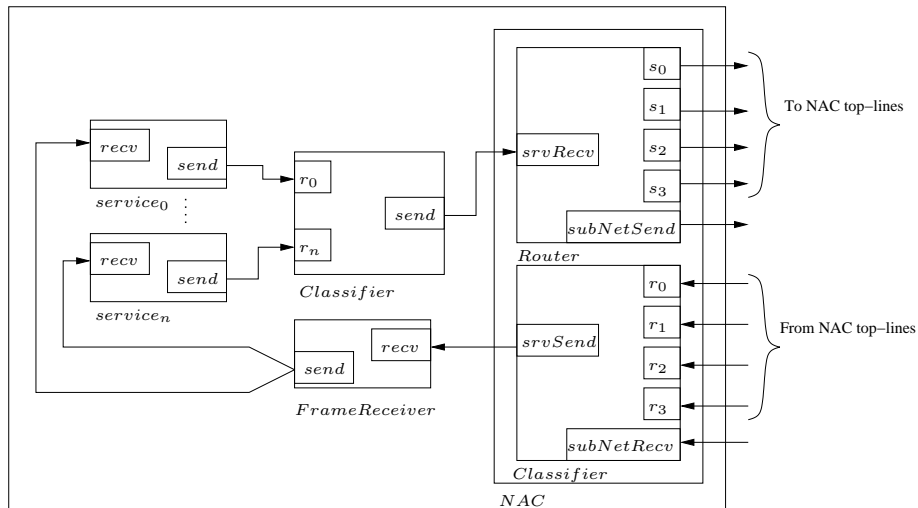 recv
send
service₀
recv
send
serviceₙ
r₀
rₙ
send
Classifier
recv
send
FrameReceiver
srvRecv
s₀
s₁
s₂
s₃
subNetSend
Router
To NAC top-lines
srvSend
r₀
r₁
r₂
r₃
subNetRecv
Classifier
From NAC top-lines
NAC